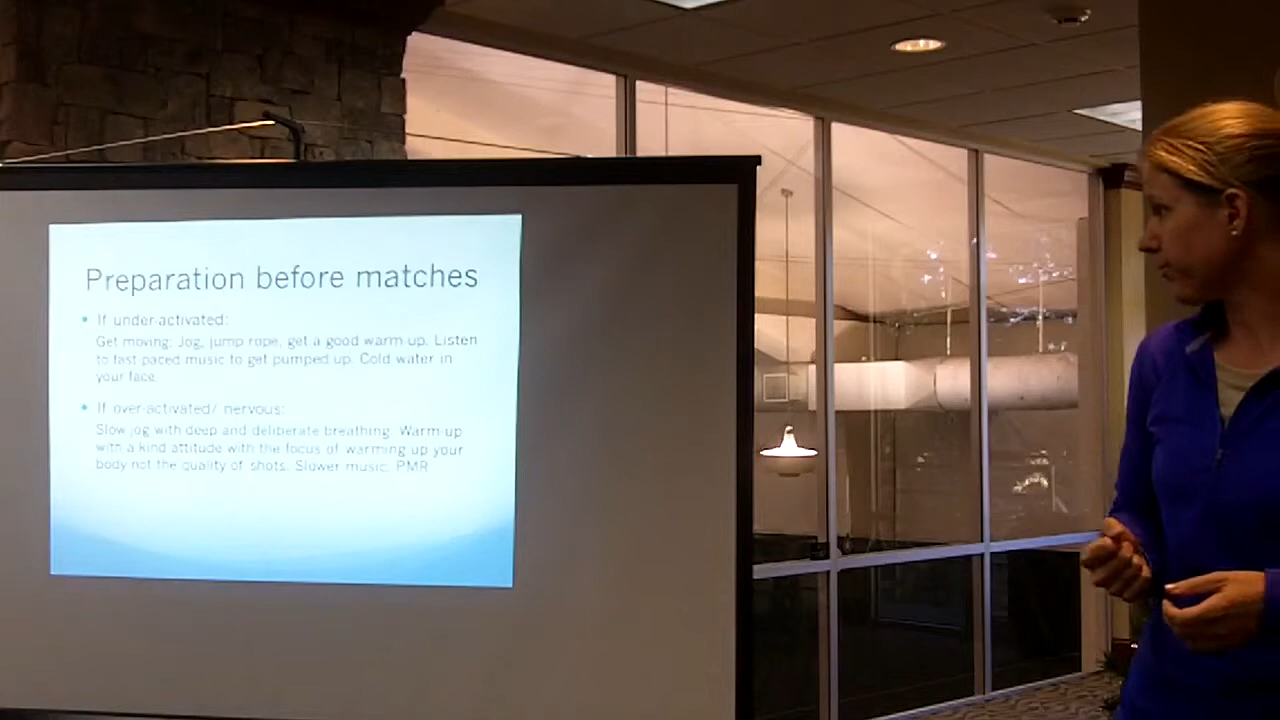 Preparation before matches
If under-activated:
Get moving: Jog, jump rope, get a good warm-up. Listen
to fast paced music to get pumped up. Cold water in
your face.
If over-activated/ nervous:
Slow jog with deep and deliberate breathing. Warm-up
with a kind attitude with the focus of warming up your
body not the quality of shots. Slower music. PMR